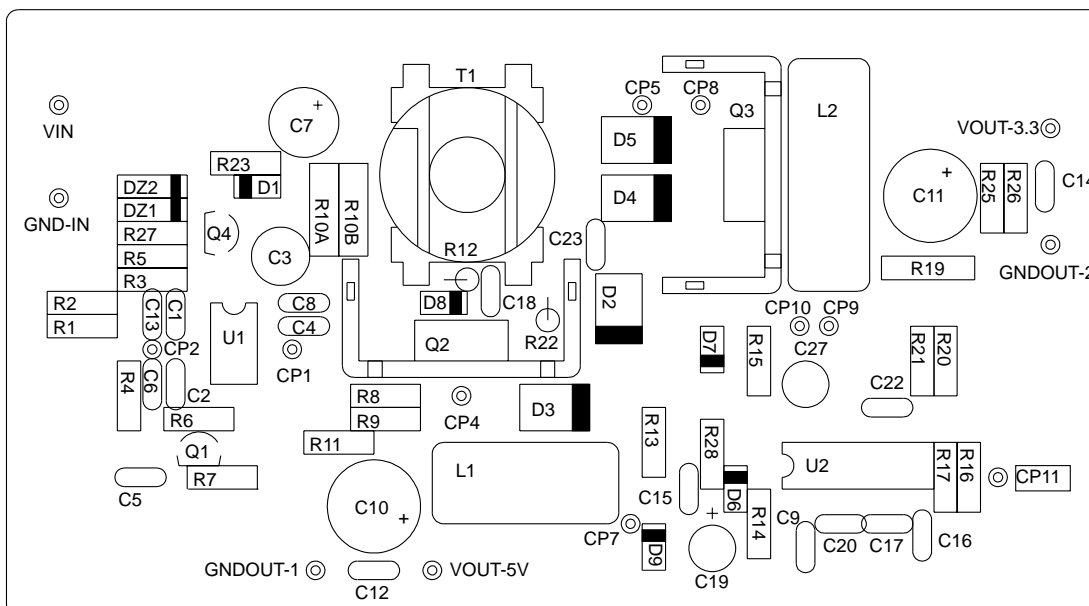 T1
CP5
CP8
Q3
L2
VIN
C7
VOUT-3.3
D5
R23
D1
DZ2
DZ1
R27
R5
R3
GND-IN
Q4
R10A
R10B
D4
C11
+
R25
R26
C14
+
C3
R12
C23
R19
GNDOUT-2
R2
R1
C13
C1
U1
C8
C4
D8
C18
D2
Q2
R22
CP10
CP9
CP2
CP1
D7
R15
C27
R21
R20
R4
C6
C2
R8
R9
CP4
D3
C22
R6
Q1
R7
R11
R13
R28
U2
R17
R16
CP11
C5
C10
+
L1
C15
D6
+
R14
C9
C20
C17
C16
CP7
D9
C19
GNDOUT-1
C12
VOUT-5V